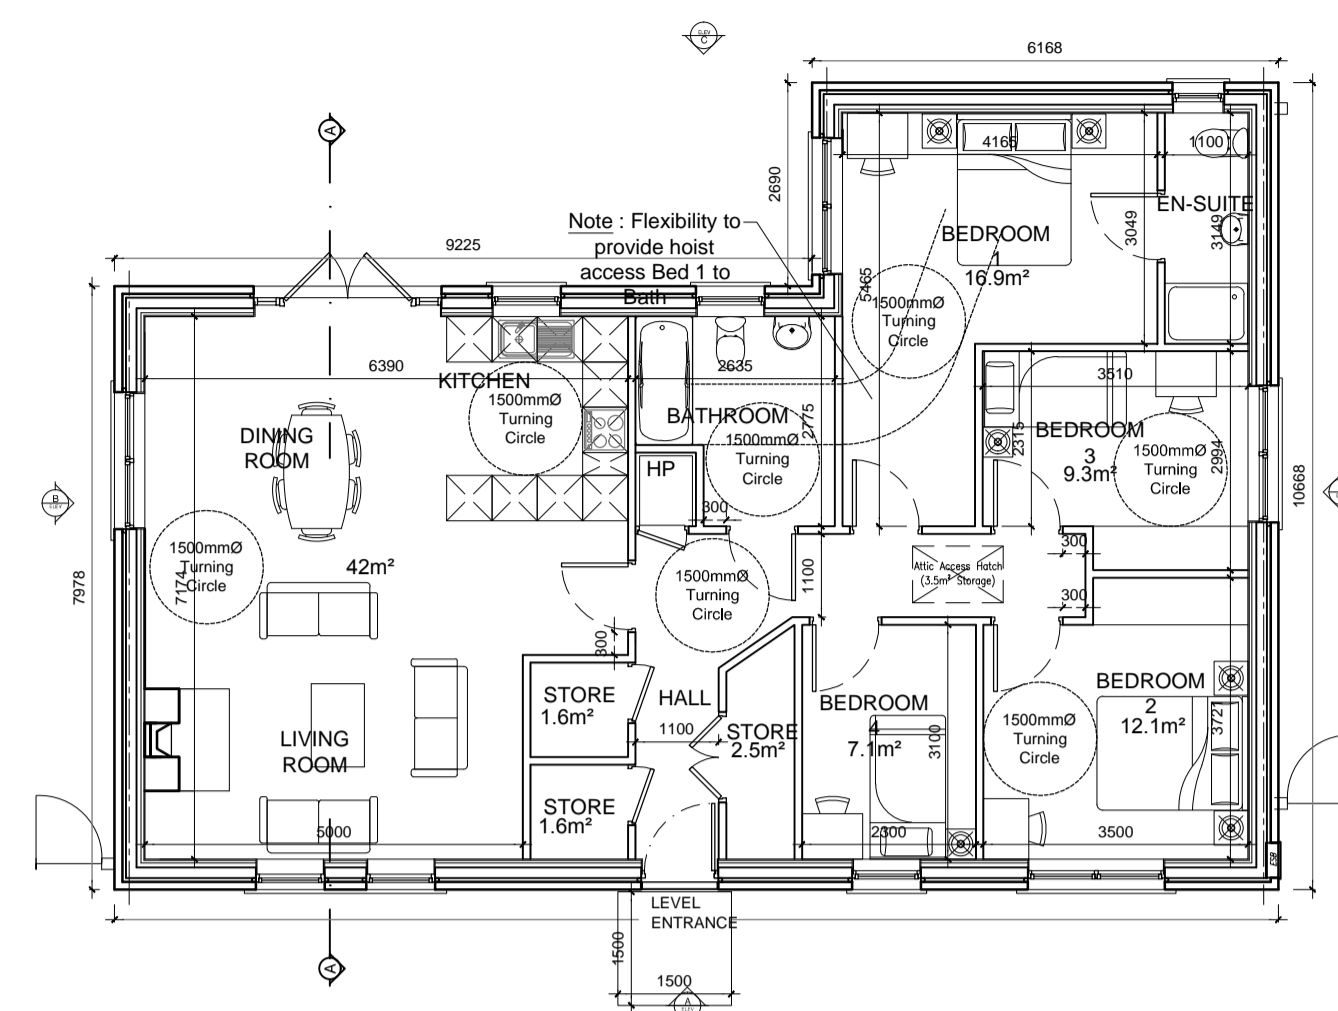 ELEV
C
6168
A
4165
1100
2690
Note : Flexibility to
provide hoist
access Bed 1 to
Bath
EN-SUITE
3049
3149
BEDROOM
1
16.9m²
9225
5465
1500mmØ
Turning
Circle
6390
2635
3510
KITCHEN
1500mmØ
Turning
Circle
BATHROOM
2775
1500mmØ
Turning
Circle
DINING
ROOM
2315
BEDROOM
3
9.3m²
1500mmØ
Turning
Circle
2994
HP
10668
B
ELEV
300
300
1500mmØ
Turning
Circle
7174
7978
42m²
1500mmØ
Turning
Circle
1100
Attic Access Hatch
(3.5m² Storage)
300
300
STORE
1.6m²
HALL
1100
STORE
2.5m²
BEDROOM
4
7.1m²
3100
BEDROOM
2
12.1m²
3721
1500mmØ
Turning
Circle
LIVING
ROOM
STORE
1.6m²
5000
2300
3500
ESB
LEVEL
ENTRANCE
1500
1500
A
A
ELEV